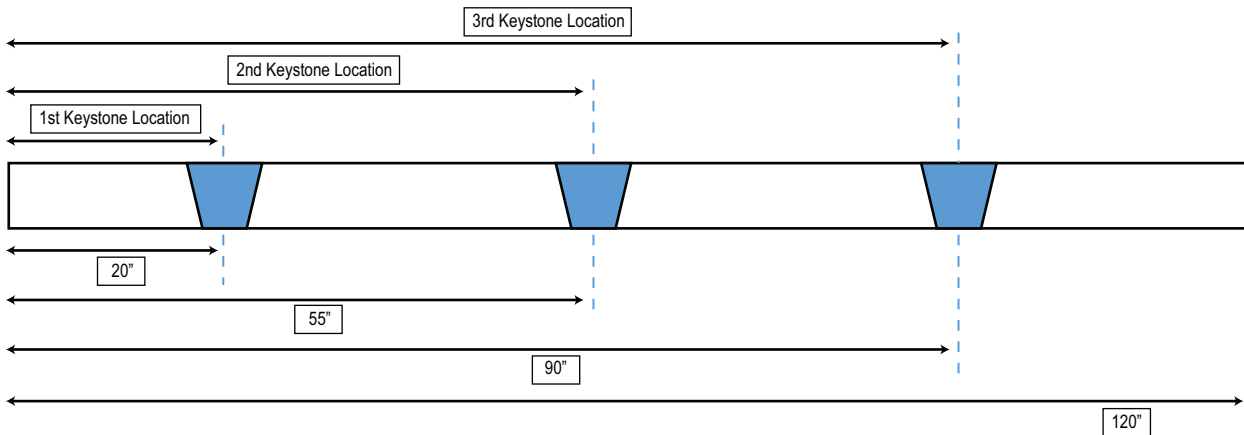 3rd Keystone Location
2nd Keystone Location
1st Keystone Location
20”
55”
90”
120”